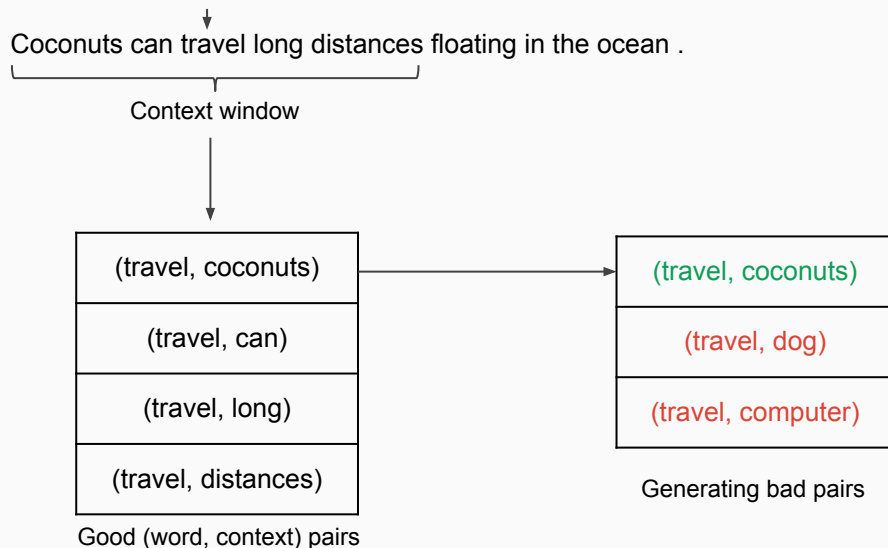 Coconuts can travel long distances floating in the ocean .
Context window
(travel, coconuts)
(travel, can)
(travel, long)
(travel, distances)
Good (word, context) pairs
(travel, coconuts)
(travel, dog)
(travel, computer)
Generating bad pairs